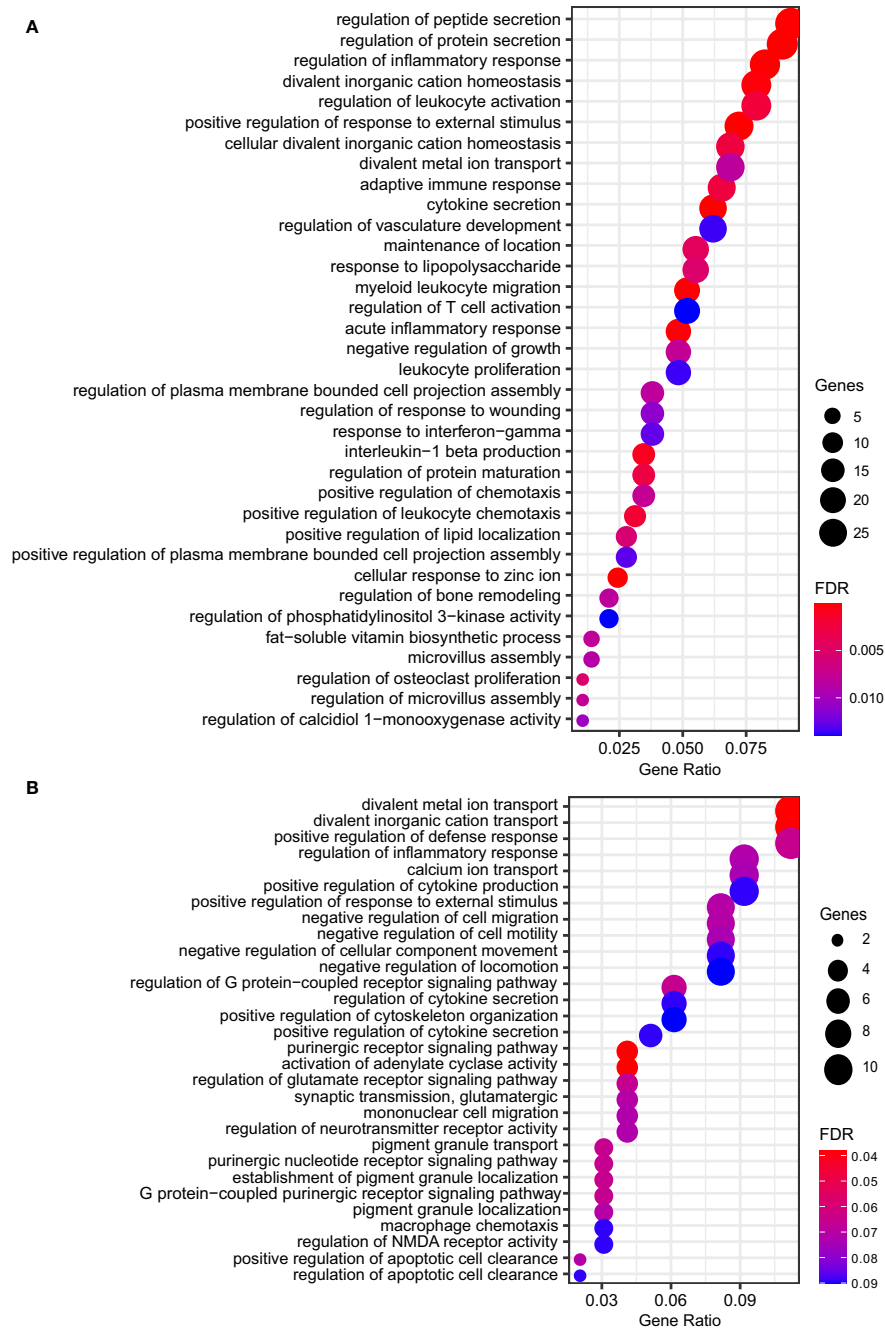 A
regulation of peptide secretion
regulation of protein secretion
regulation of inflammatory response
divalent inorganic cation homeostasis
regulation of leukocyte activation
positive regulation of response to external stimulus
cellular divalent inorganic cation homeostasis
divalent metal ion transport
adaptive immune response
cytokine secretion
regulation of vasculature development
maintenance of location
response to lipopolysaccharide
myeloid leukocyte migration
regulation of T cell activation
acute inflammatory response
negative regulation of growth
leukocyte proliferation
regulation of plasma membrane bounded cell projection assembly
regulation of response to wounding
response to interferon−gamma
interleukin−1 beta production
regulation of protein maturation
positive regulation of chemotaxis
positive regulation of leukocyte chemotaxis
positive regulation of lipid localization
positive regulation of plasma membrane bounded cell projection assembly
cellular response to zinc ion
regulation of bone remodeling
regulation of phosphatidylinositol 3−kinase activity
fat−soluble vitamin biosynthetic process
microvillus assembly
regulation of osteoclast proliferation
regulation of microvillus assembly
regulation of calcidiol 1−monooxygenase activity
0.025 0.050 0.075
Gene Ratio
Genes
5
10
15
20
25
FDR
0.005
0.010
B
divalent metal ion transport
divalent inorganic cation transport
positive regulation of defense response
regulation of inflammatory response
calcium ion transport
positive regulation of cytokine production
positive regulation of response to external stimulus
negative regulation of cell migration
negative regulation of cell motility
negative regulation of cellular component movement
negative regulation of locomotion
regulation of G protein−coupled receptor signaling pathway
regulation of cytokine secretion
positive regulation of cytoskeleton organization
positive regulation of cytokine secretion
purinergic receptor signaling pathway
activation of adenylate cyclase activity
regulation of glutamate receptor signaling pathway
synaptic transmission, glutamatergic
mononuclear cell migration
regulation of neurotransmitter receptor activity
pigment granule transport
purinergic nucleotide receptor signaling pathway
establishment of pigment granule localization
G protein−coupled purinergic receptor signaling pathway
pigment granule localization
macrophage chemotaxis
regulation of NMDA receptor activity
positive regulation of apoptotic cell clearance
regulation of apoptotic cell clearance
0.03 0.06 0.09
Gene Ratio
Genes
2
4
6
8
10
FDR
0.04
0.05
0.06
0.07
0.08
0.09